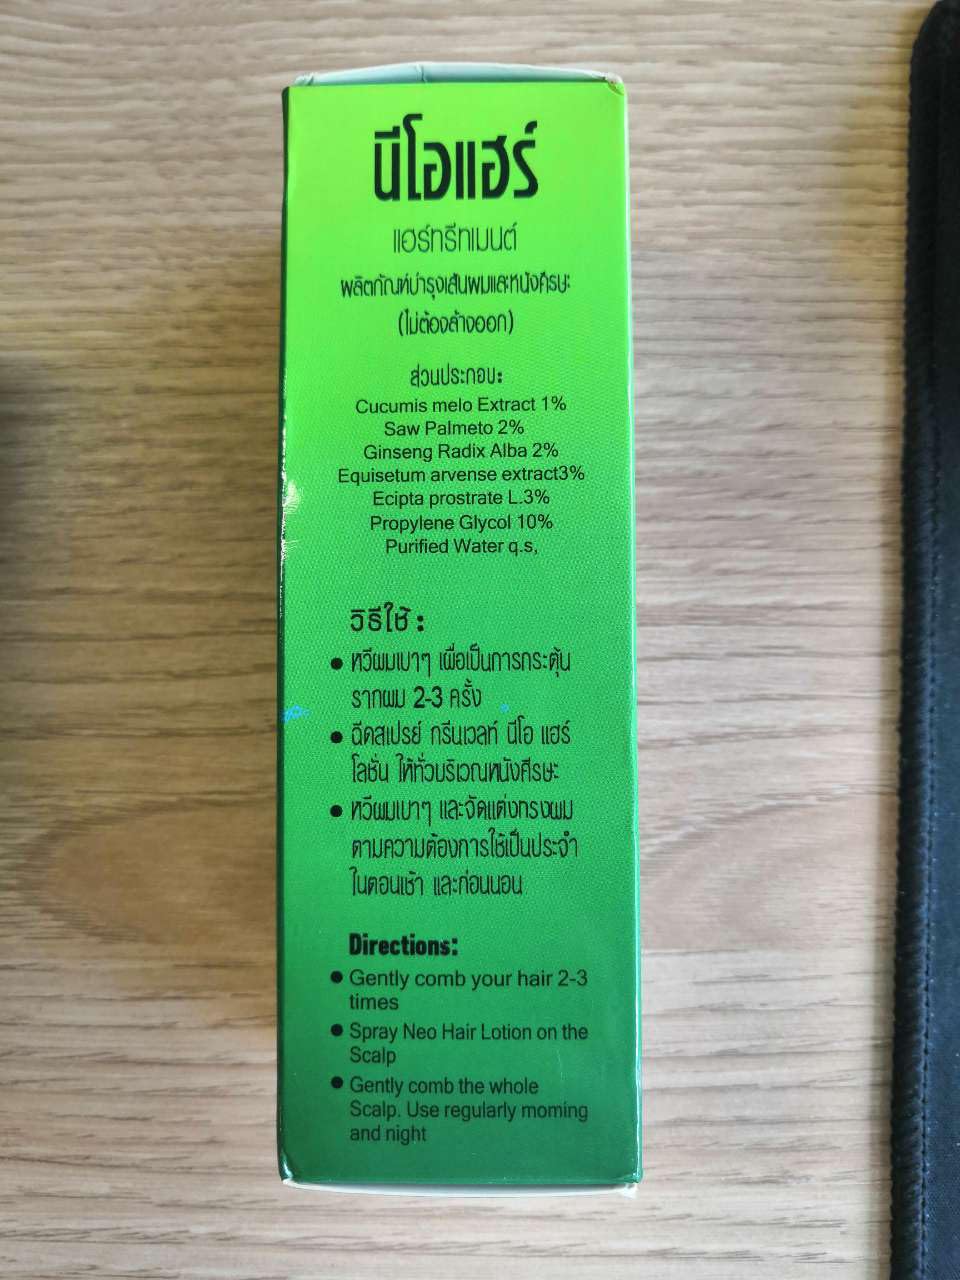 นีโอแฮร์
แฮร์ทรีทเมนต์
ผลิตภัณฑ์บำรุงเส้นผมและหนังศีรษะ
(ไม่ต้องล้างออก)
ส่วนประกอบ:
Cucumis melo Extract 1%
Saw Palmeto 2%
Ginseng Radix Alba 2%
Equisetum arvense extract3%
Ecipta prostrate L.3%
Propylene Glycol 10%
Purified Water q.s,
วิธีใช้ :
• หวีผมเบาๆ เผื่อเป็นการกระตุ้น
รากผม 2-3 ครั้ง
• ฉีดสเปรย์ กรีนเวลท์ นีโอ แฮร์
โลชั่น ให้ทั่วบริเวณหนังศีรษะ
• หวีผมเบาๆ และจัดแต่งทรงผม
ตามความต้องการใช้เป็นประจำ
ในตอนเช้า และก่อนนอน
Directions:
• Gently comb your hair 2-3
times
• Spray Neo Hair Lotion on the
Scalp
• Gently comb the whole
Scalp. Use regularly moming
and night